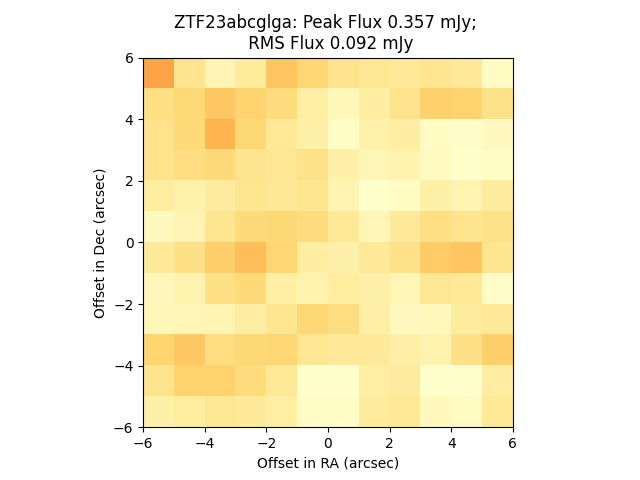 ZTF23abcglga: Peak Flux 0.357 mJy;
RMS Flux 0.092 mJy
6
4
2
0
−2
−4
−6
Offset in Dec (arcsec)
−6 −4 −2 0 2 4 6
Offset in RA (arcsec)